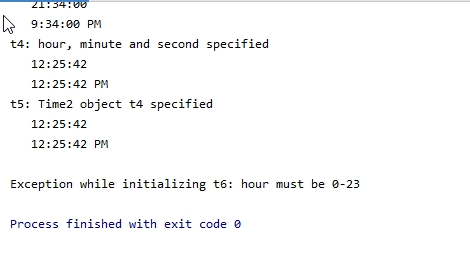 21:34:00
9:34:00 PM
t4: hour, minute and second specified
12:25:42
12:25:42 PM
t5: Time2 object t4 specified
12:25:42
12:25:42 PM
Exception while initializing t6: hour must be 0-23
Process finished with exit code 0